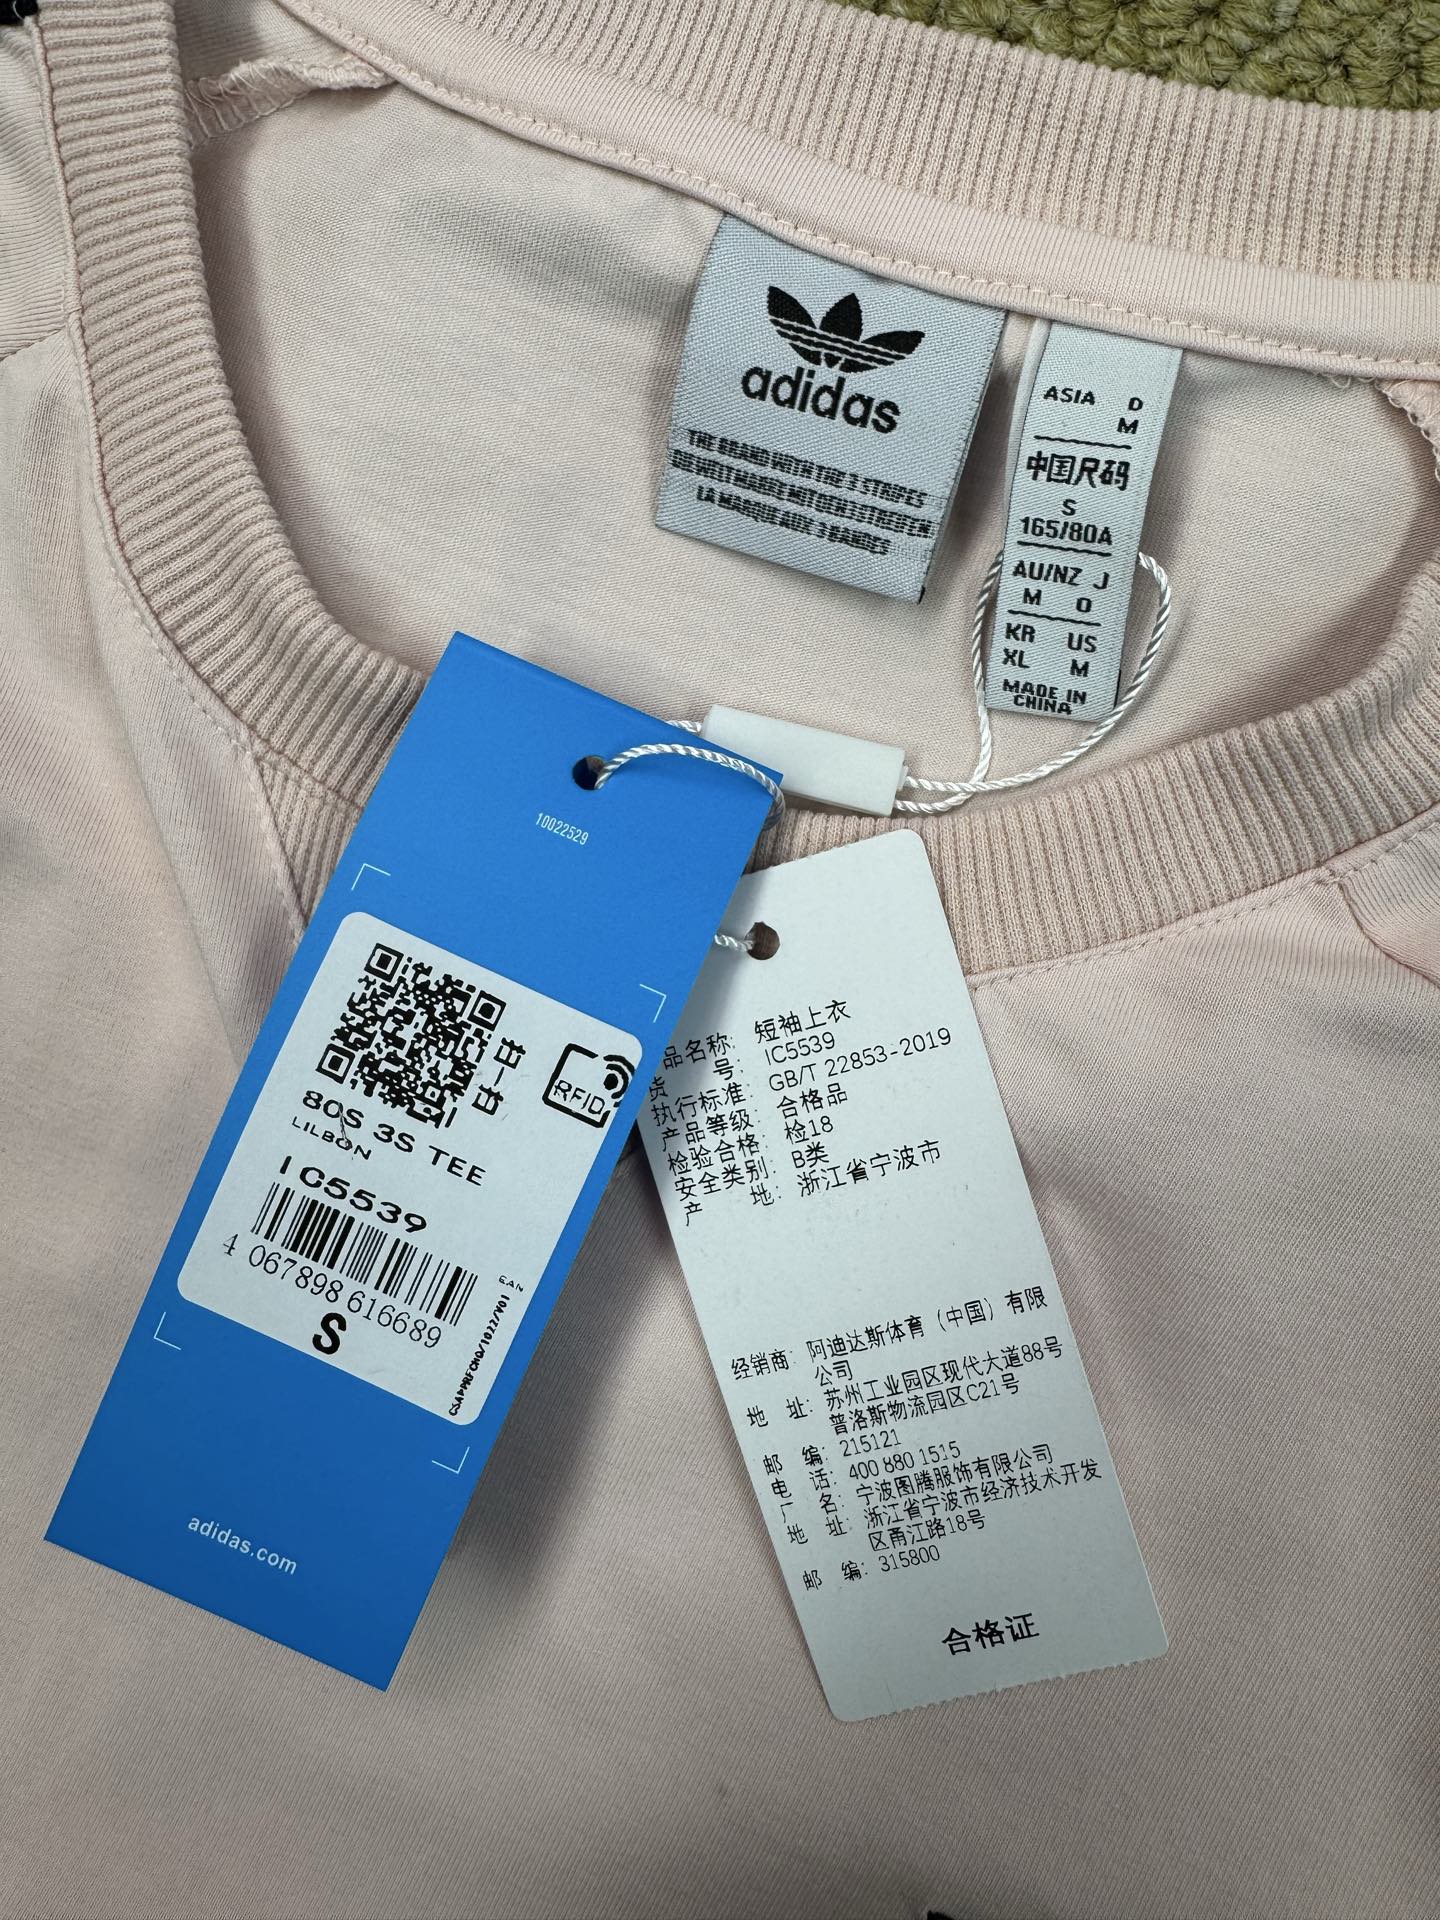 adidas
THE BRAND WITH THE 3 STRIPES
LA MARQUE AUX 3 BANDES
ASIA D
M
中国尺码
S
165/80A
AU/NZ J
M O
KR US
XL M
MADE IN
CHINA
10022529
RFID
80S 3S TEE
LILBON
IC5539
4 067898 616689
EAN
S
adidas.com
品名称: 短袖上衣
货 号: IC5539
执行标准: GB/T 22853-2019
产品等级: 合格品
检验合格: 检18
安全类别: B类
产 地: 浙江省宁波市
经销商: 阿迪达斯体育（中国）有限
公司
地 址: 苏州工业园区现代大道88号
普洛斯物流园区C21号
邮 编: 215121
电 话: 400 880 1515
厂 名: 宁波图腾服饰有限公司
地 址: 浙江省宁波市经济技术开发
区甬江路18号
邮 编: 315800
合格证